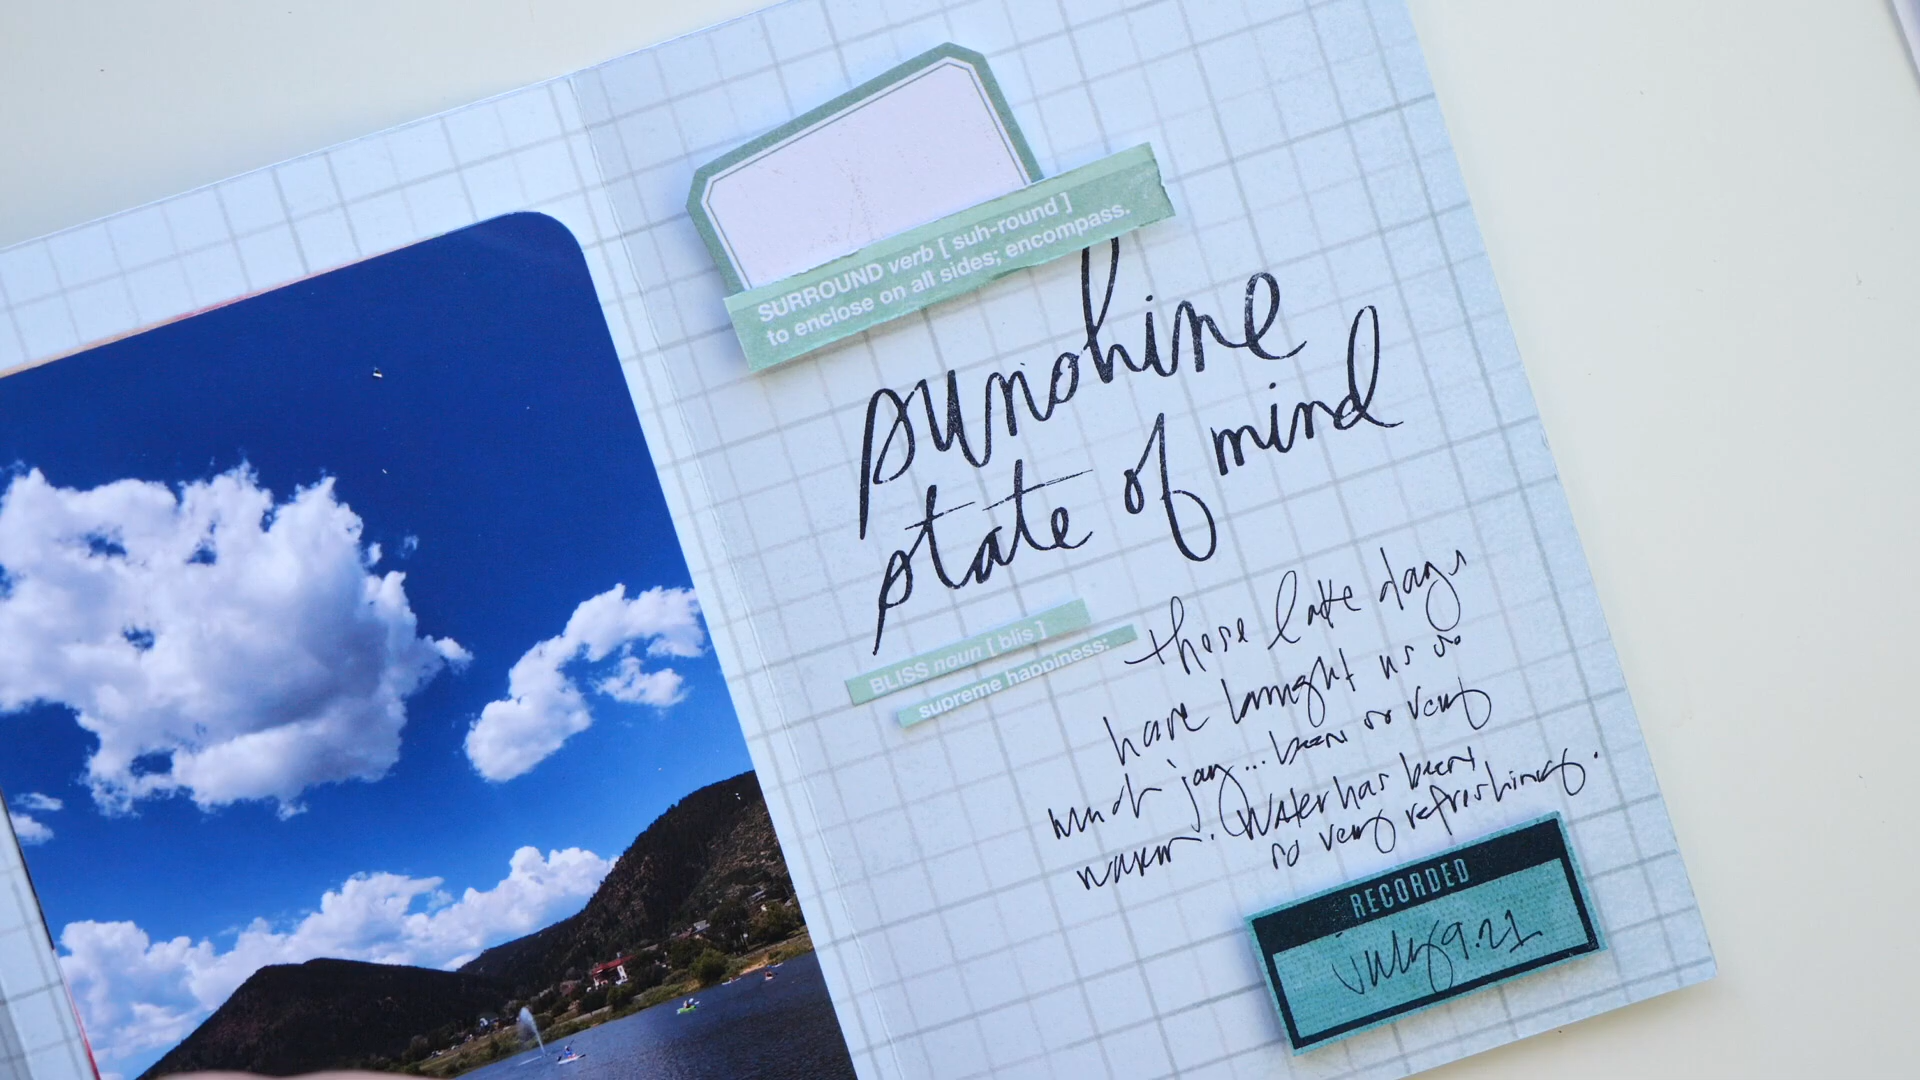 SURROUND verb [ suh-round ]
to enclose on all sides; encompass.
sunshine
state of mind
BLISS noun [ blis ]
supreme happiness:
these lake days
have brought us so
much joy... been so very
warm. Water has been
so very refreshing.
RECORDED
july 9.21